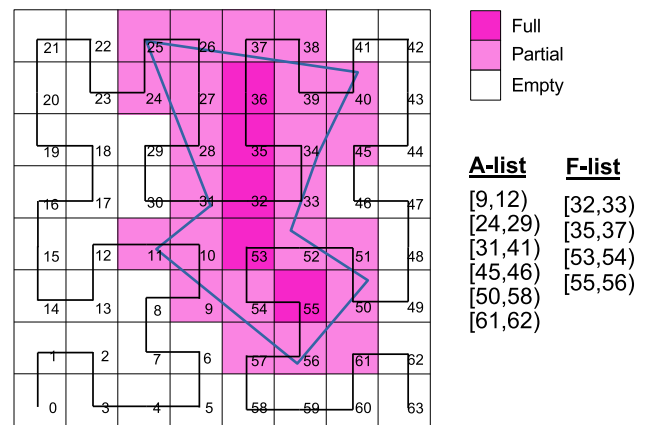 21 22 25 26 37 38 41 42
20 23 24 27 36 39 40 43
19 18 29 28 35 34 45 44
16 17 30 31 32 33 46 47
15 12 11 10 53 52 51 48
14 13 8 9 54 55 50 49
1 2 7 6 57 56 61 62
0 3 4 5 58 59 60 63
Full
Partial
Empty
A-list F-list
[9,12) [32,33)
[24,29) [35,37)
[31,41) [53,54)
[45,46) [55,56)
[50,58)
[61,62)